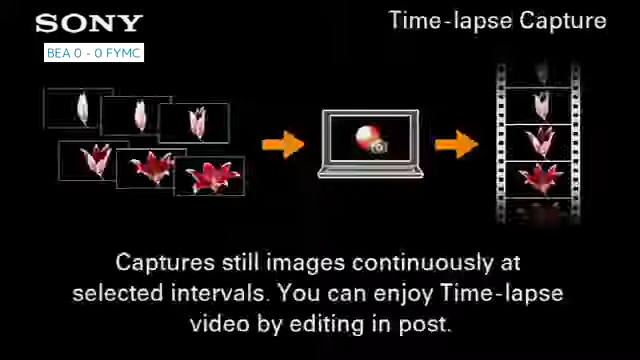 SONY
Time-lapse Capture
BEA 0 - 0 FYMC
Captures still images continuously at
selected intervals. You can enjoy Time-lapse
video by editing in post.